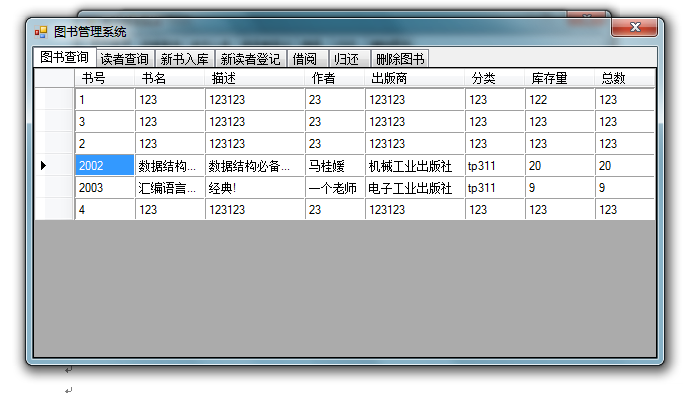 图书管理系统
图书查询 读者查询 新书入库 新读者登记 借阅 归还 删除图书
书号 书名 描述 作者 出版商 分类 库存量 总数
1 123 123123 23 123123 123 122 123
3 123 123123 23 123123 123 123 123
2 123 123123 23 123123 123 123 123
2002 数据结构... 数据结构必备... 马桂媛 机械工业出版社 tp311 20 20
2003 汇编语言... 经典! 一个老师 电子工业出版社 tp311 9 9
4 123 123123 23 123123 123 123 123